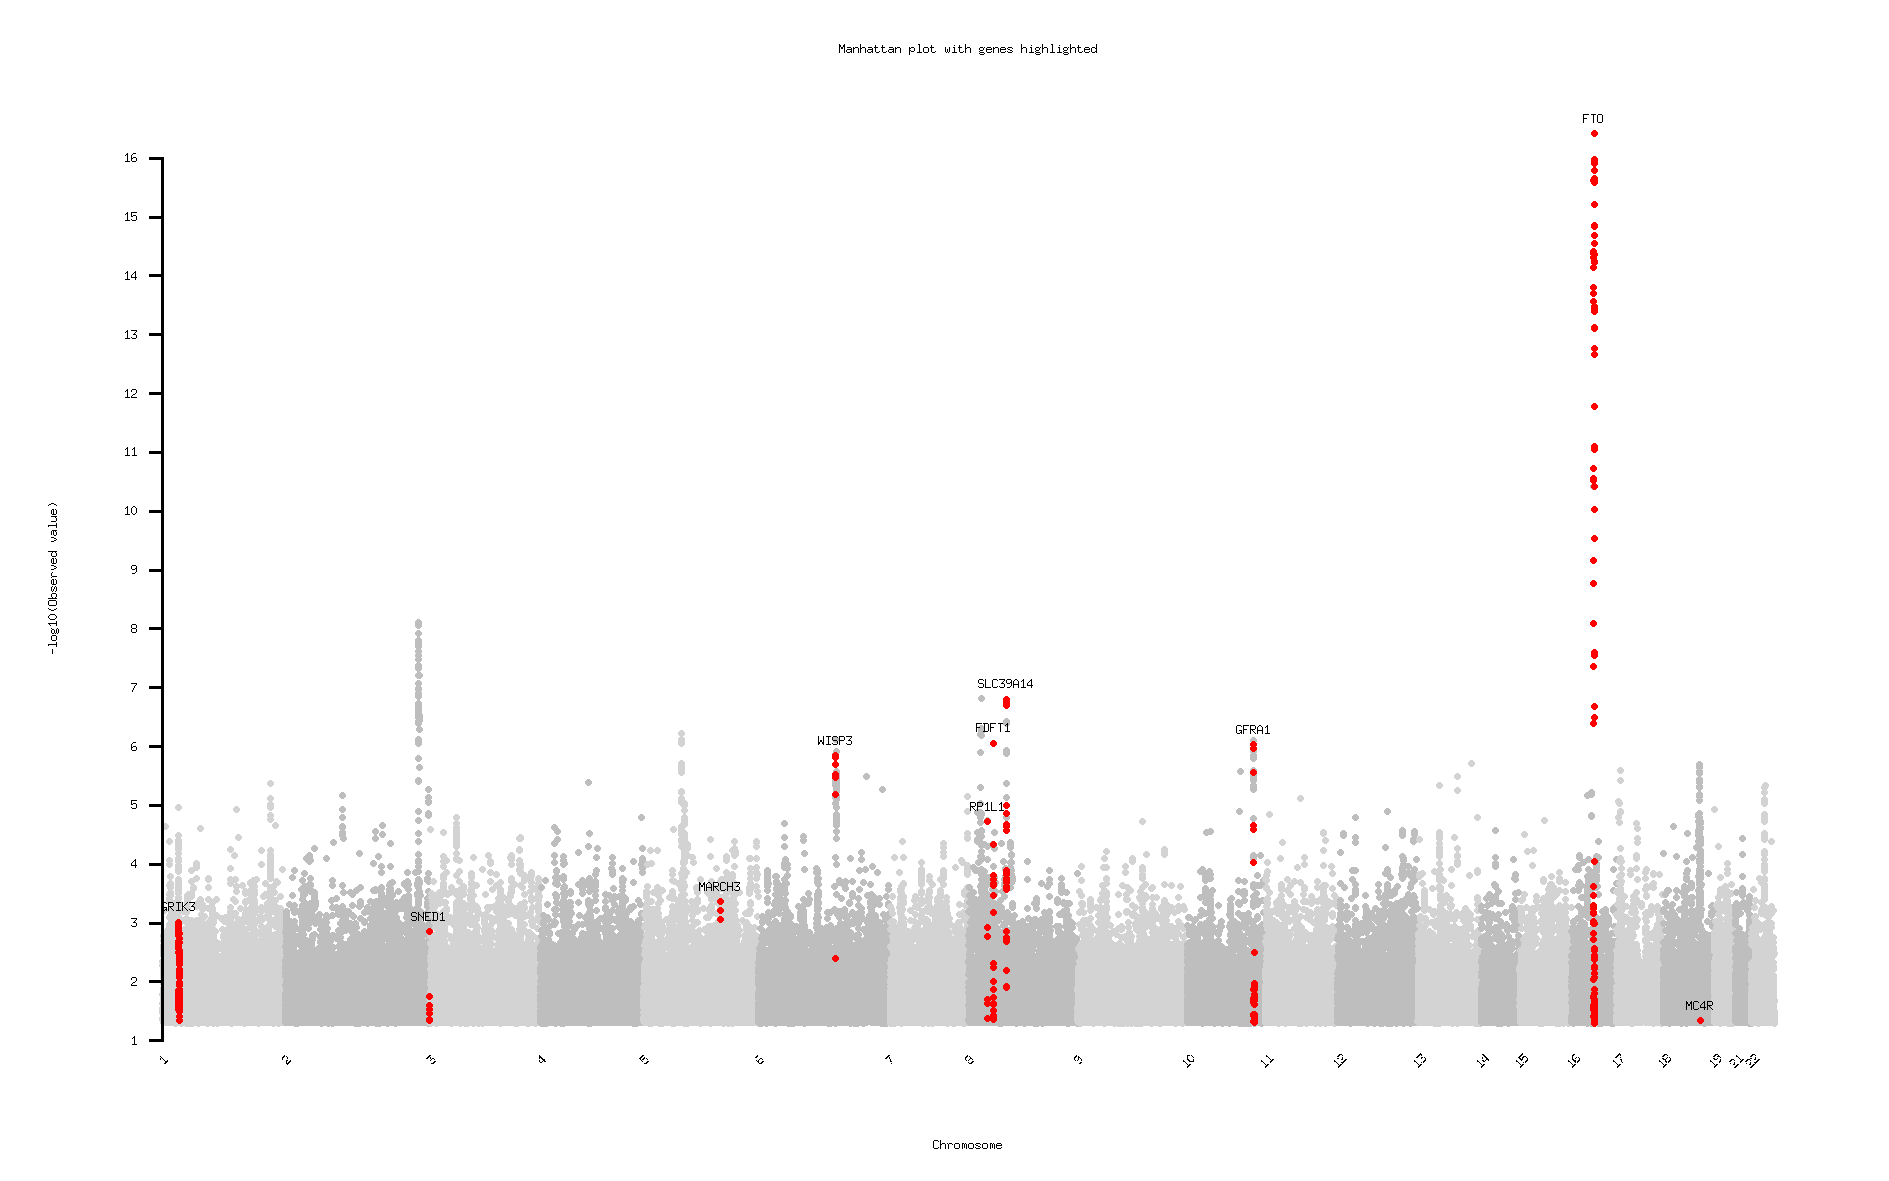 Manhattan plot with genes highlighted
FTO
16
15
14
13
12
11
10
9
8
7
6
5
4
3
2
1
-log10(Observed value)
SLC39A14
FDFT1
GFRA1
WISP3
RP1L1
MARCH3
GRIK3
SNED1
MC4R
1 2 3 4 5 6 7 8 9 10 11 12 13 14 15 16 17 18 19 21 22
Chromosome